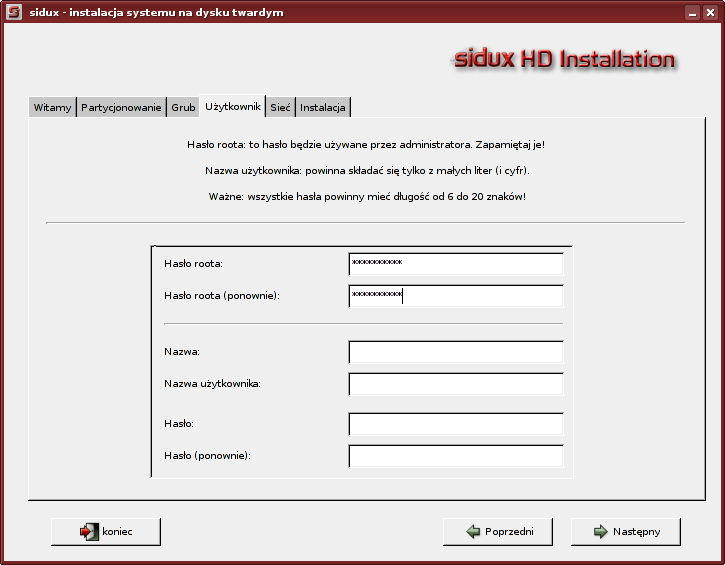 sidux - instalacja systemu na dysku twardym
sidux HD Installation
Witamy Partycjonowanie Grub Użytkownik Sieć Instalacja
Hasło roota: to hasło będzie używane przez administratora. Zapamiętaj je!
Nazwa użytkownika: powinna składać się tylko z małych liter (i cyfr).
Ważne: wszystkie hasła powinny mieć długość od 6 do 20 znaków!
Hasło roota: **********
Hasło roota (ponownie): **********
Nazwa:
Nazwa użytkownika:
Hasło:
Hasło (ponownie):
koniec Poprzedni Następny